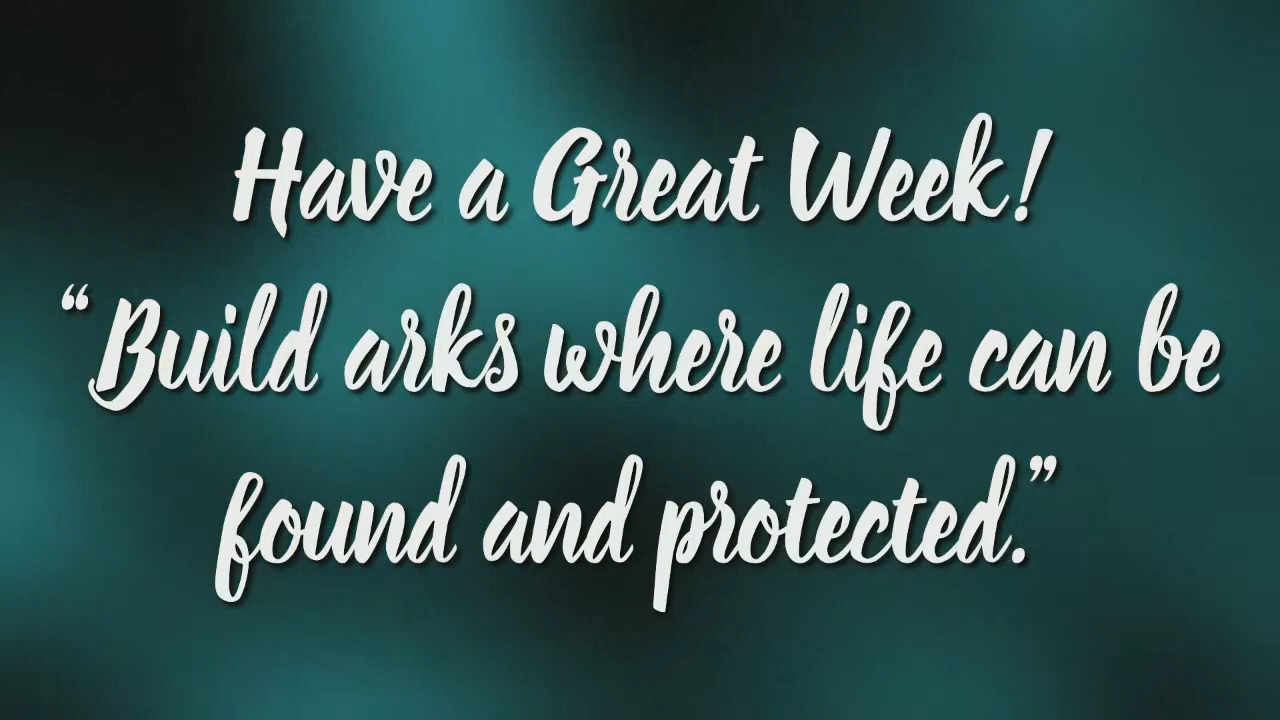 Have a Great Week!
“Build arks where life can be
found and protected.”